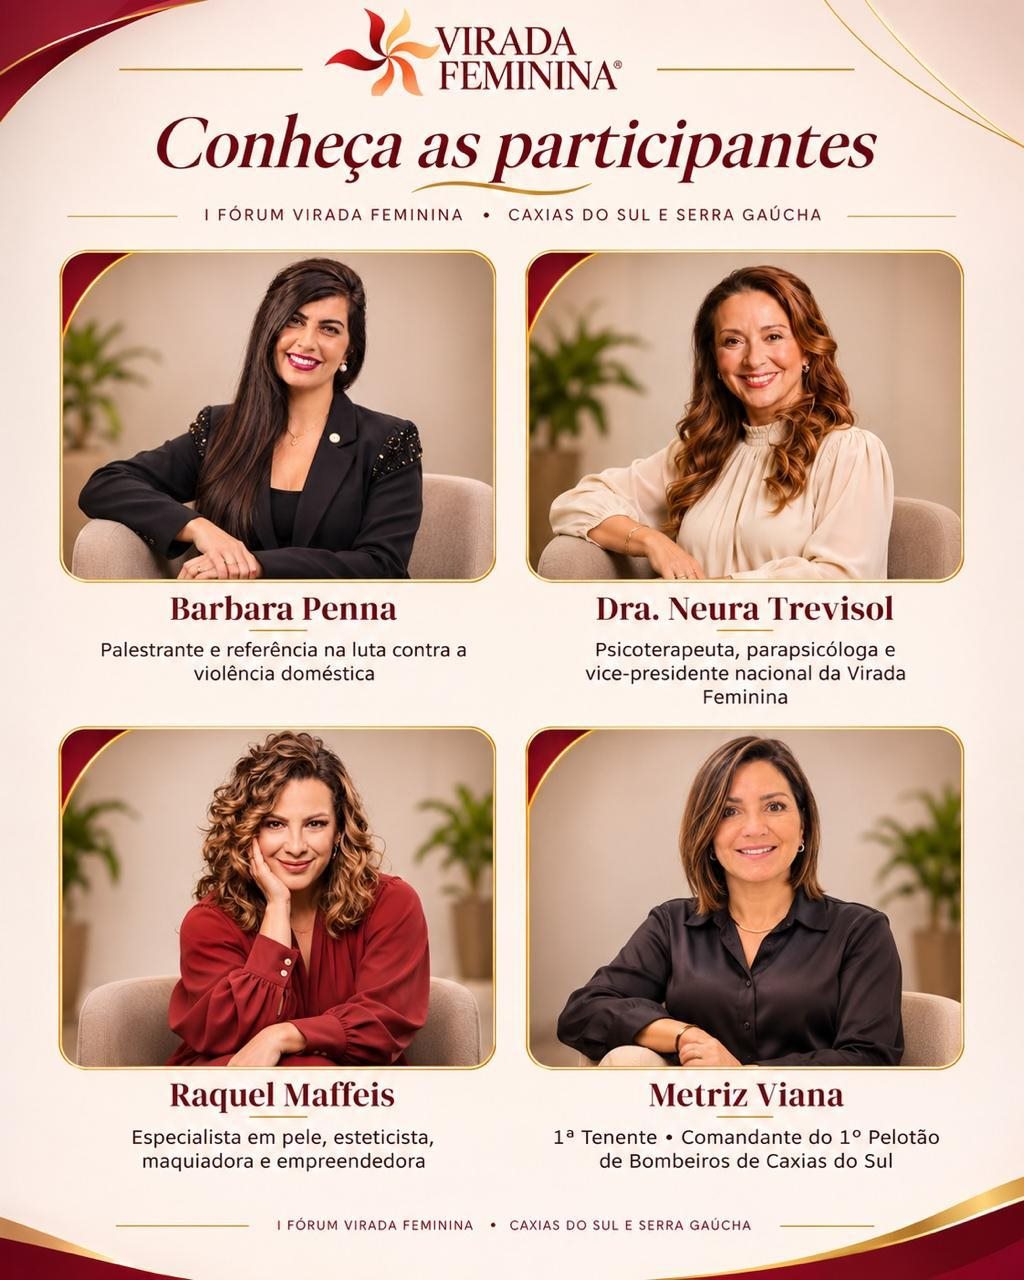 VIRADA
FEMININA®
Conheça as participantes
I FÓRUM VIRADA FEMININA • CAXIAS DO SUL E SERRA GAÚCHA
Barbara Penna
Palestrante e referência na luta contra a
violência doméstica
Dra. Neura Trevisol
Psicoterapeuta, parapsicóloga e
vice-presidente nacional da Virada
Feminina
Raquel Maffeis
Especialista em pele, esteticista,
maquiadora e empreendedora
Metriz Viana
1ª Tenente • Comandante do 1º Pelotão
de Bombeiros de Caxias do Sul
I FÓRUM VIRADA FEMININA • CAXIAS DO SUL E SERRA GAÚCHA